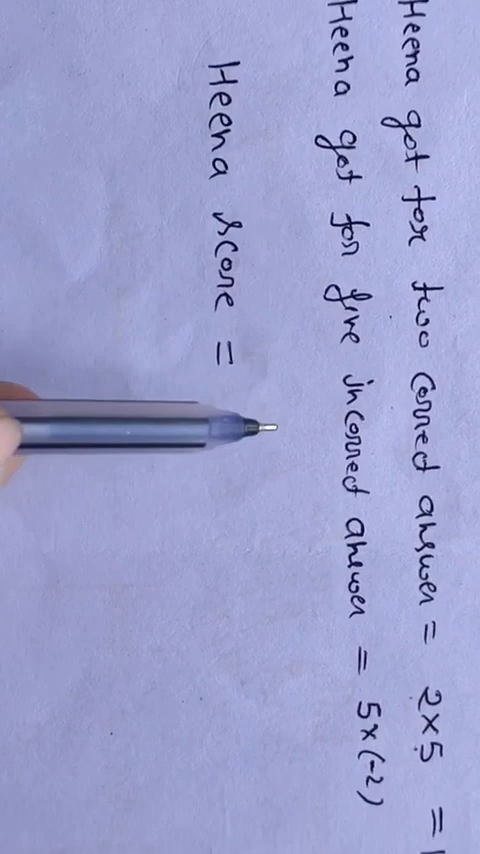 Heena got for two correct answer = 2×5 =
Heena got for five incorrect answer = 5×(-2)
Heena score =